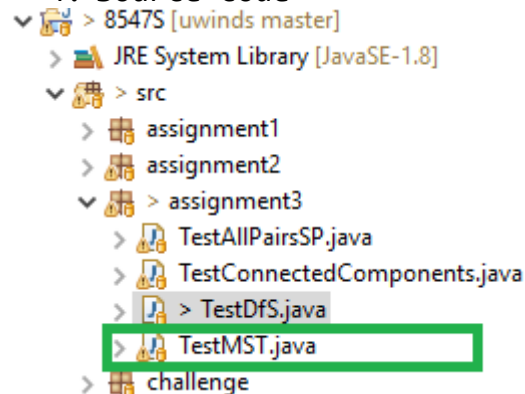 > 8547S [uwinds master]
> JRE System Library [JavaSE-1.8]
> src
> assignment1
> assignment2
> assignment3
> TestAllPairsSP.java
> TestConnectedComponents.java
> > TestDfS.java
> TestMST.java
> challenge